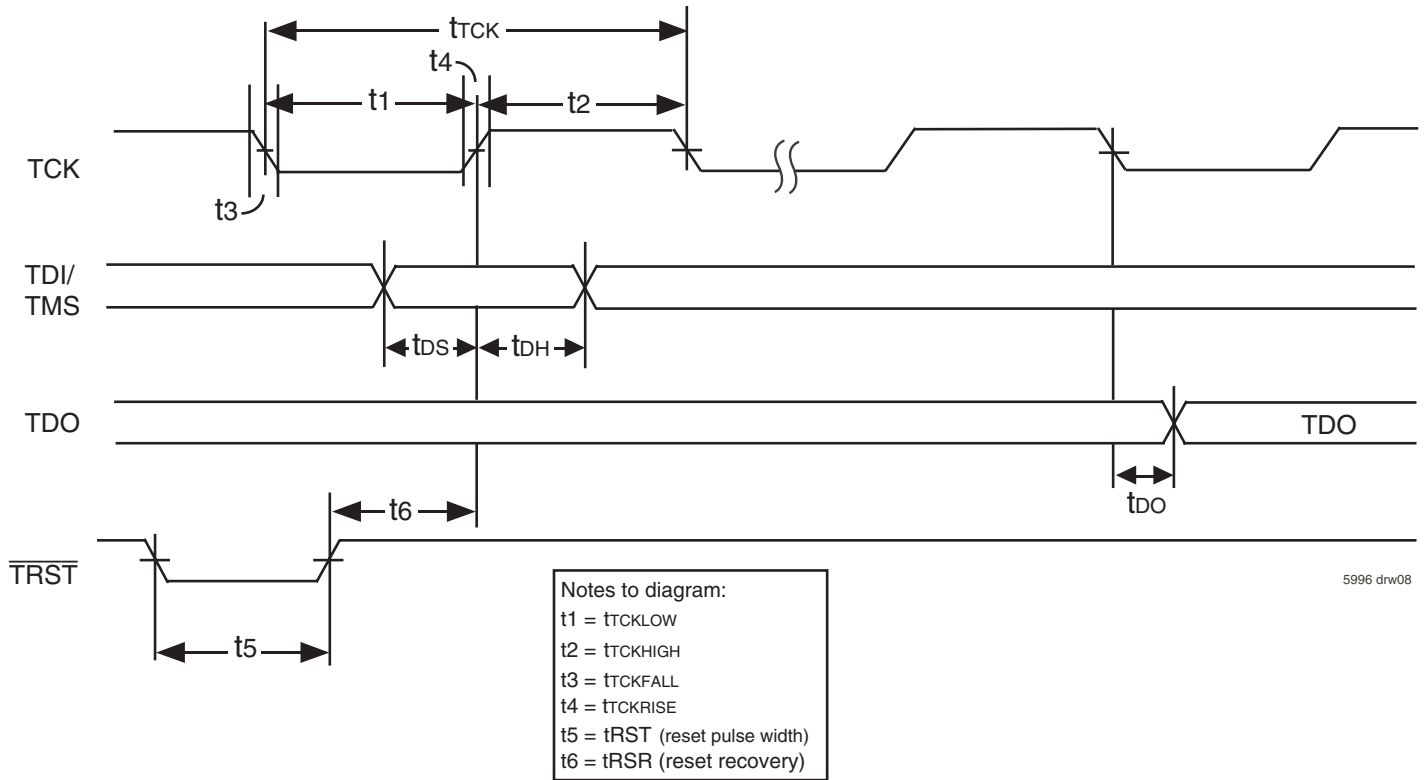 tTCK
t4
t1
t2
TCK
t3
TDI/
TMS
tDS
tDH
TDO
TDO
tDO
t6
TRST
5996 drw08
t5
Notes to diagram:
t1 = tTCKLOW
t2 = tTCKHIGH
t3 = tTCKFALL
t4 = tTCKRISE
t5 = tRST (reset pulse width)
t6 = tRSR (reset recovery)